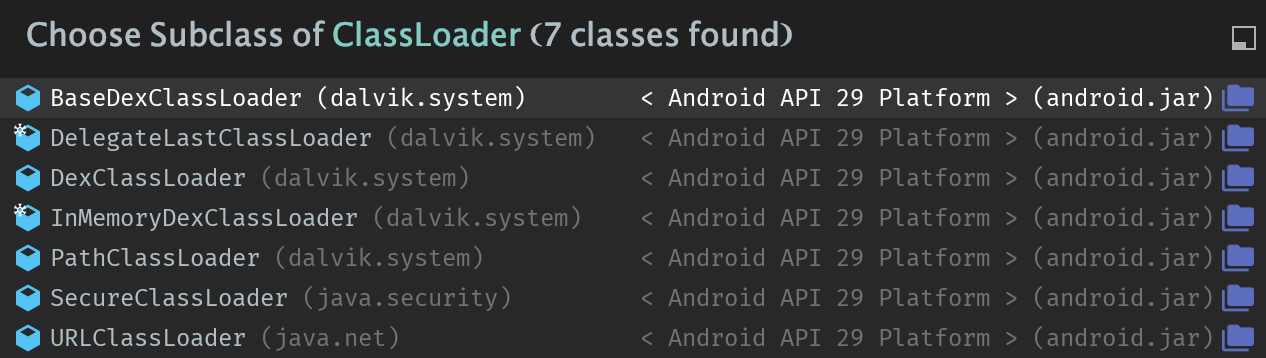 Choose Subclass of ClassLoader (7 classes found)
BaseDexClassLoader (dalvik.system) < Android API 29 Platform > (android.jar)
DelegateLastClassLoader (dalvik.system) < Android API 29 Platform > (android.jar)
DexClassLoader (dalvik.system) < Android API 29 Platform > (android.jar)
InMemoryDexClassLoader (dalvik.system) < Android API 29 Platform > (android.jar)
PathClassLoader (dalvik.system) < Android API 29 Platform > (android.jar)
SecureClassLoader (java.security) < Android API 29 Platform > (android.jar)
URLClassLoader (java.net) < Android API 29 Platform > (android.jar)